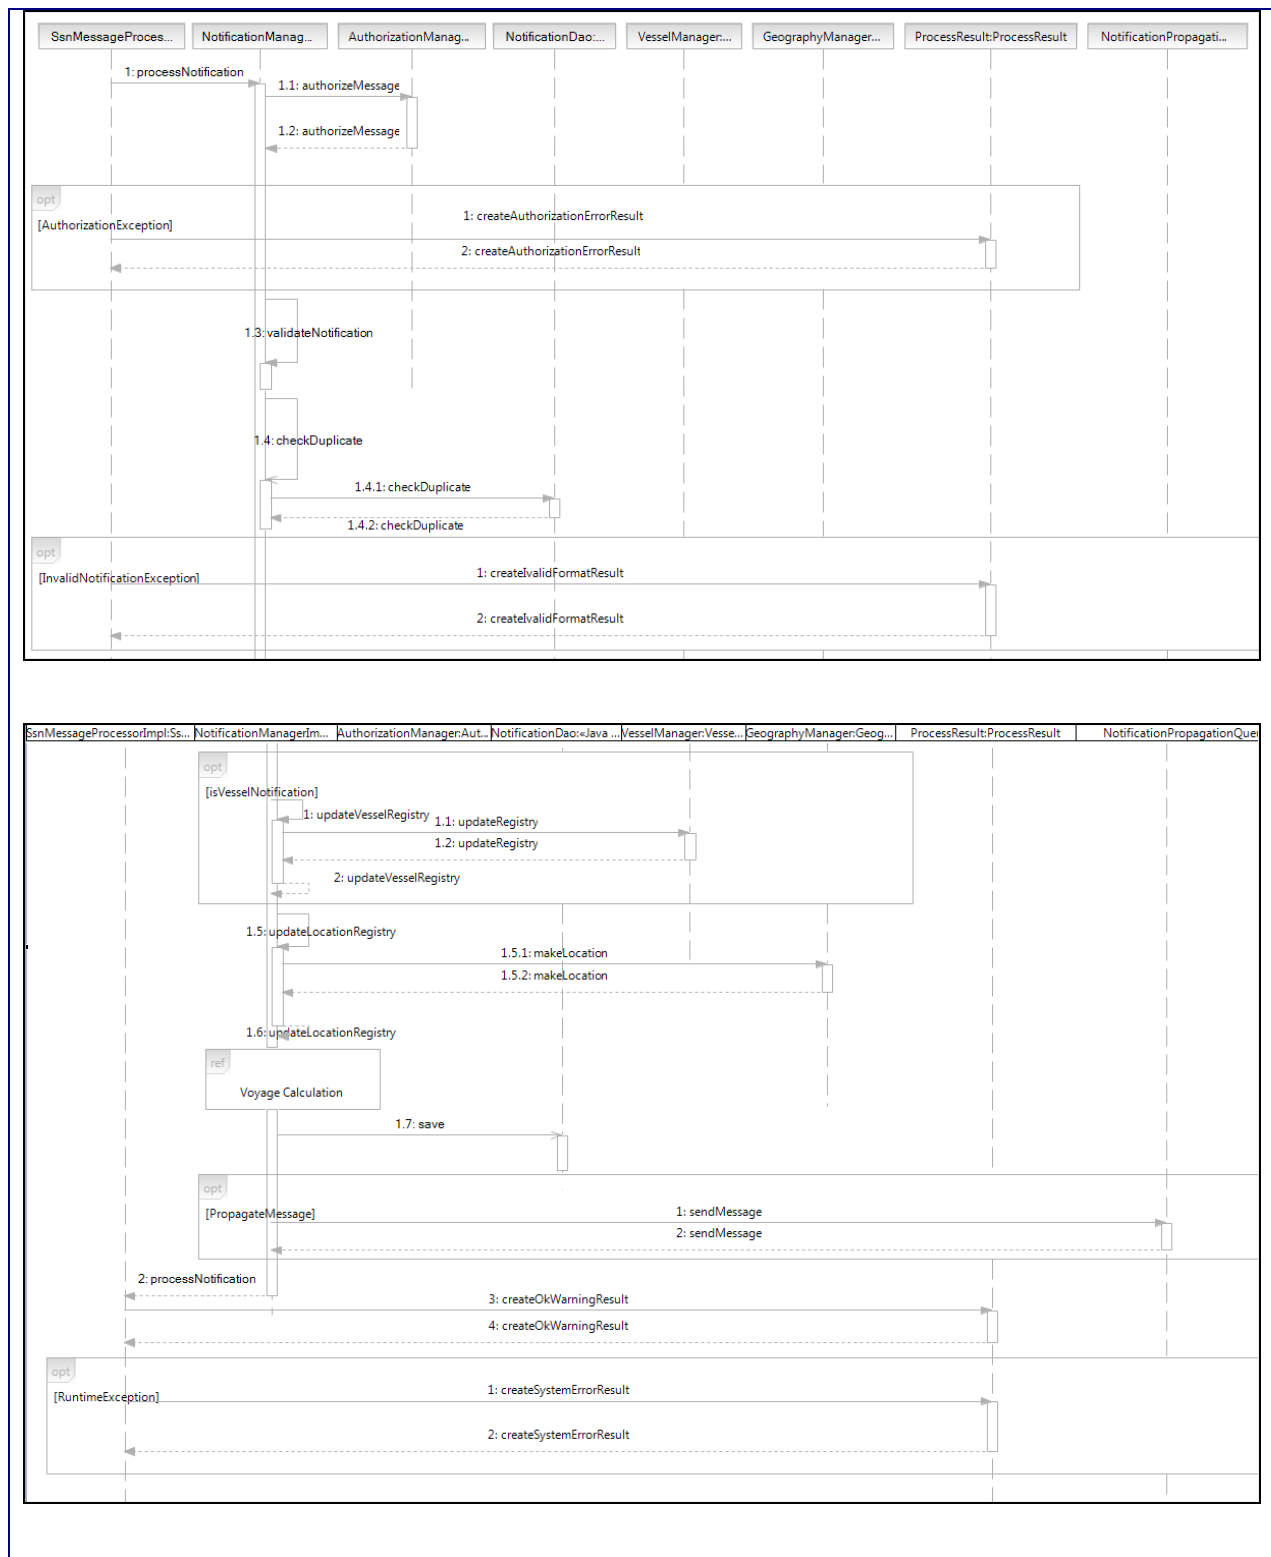 SsnMessageProces... NotificationManag... AuthorizationManag... NotificationDao:... VesselManager:... GeographyManager... ProcessResult:ProcessResult NotificationPropagati...
1: processNotification
1.1: authorizeMessage
1.2: authorizeMessage
opt
[AuthorizationException]
1: createAuthorizationErrorResult
2: createAuthorizationErrorResult
1.3: validateNotification
1.4: checkDuplicate
1.4.1: checkDuplicate
1.4.2: checkDuplicate
opt
[InvalidNotificationException]
1: createIvalidFormatResult
2: createIvalidFormatResult
SsnMessageProcessorImpl:Ss... NotificationManagerIm... AuthorizationManager:Aut... NotificationDao:«Java ... VesselManager:Vesse... GeographyManager:Geog... ProcessResult:ProcessResult NotificationPropagationQue
opt
[isVesselNotification]
1: updateVesselRegistry
1.1: updateRegistry
1.2: updateRegistry
2: updateVesselRegistry
1.5: updateLocationRegistry
1.5.1: makeLocation
1.5.2: makeLocation
1.6: updateLocationRegistry
ref
Voyage Calculation
1.7: save
opt
[PropagateMessage]
1: sendMessage
2: sendMessage
2: processNotification
3: createOkWarningResult
4: createOkWarningResult
opt
[RuntimeException]
1: createSystemErrorResult
2: createSystemErrorResult